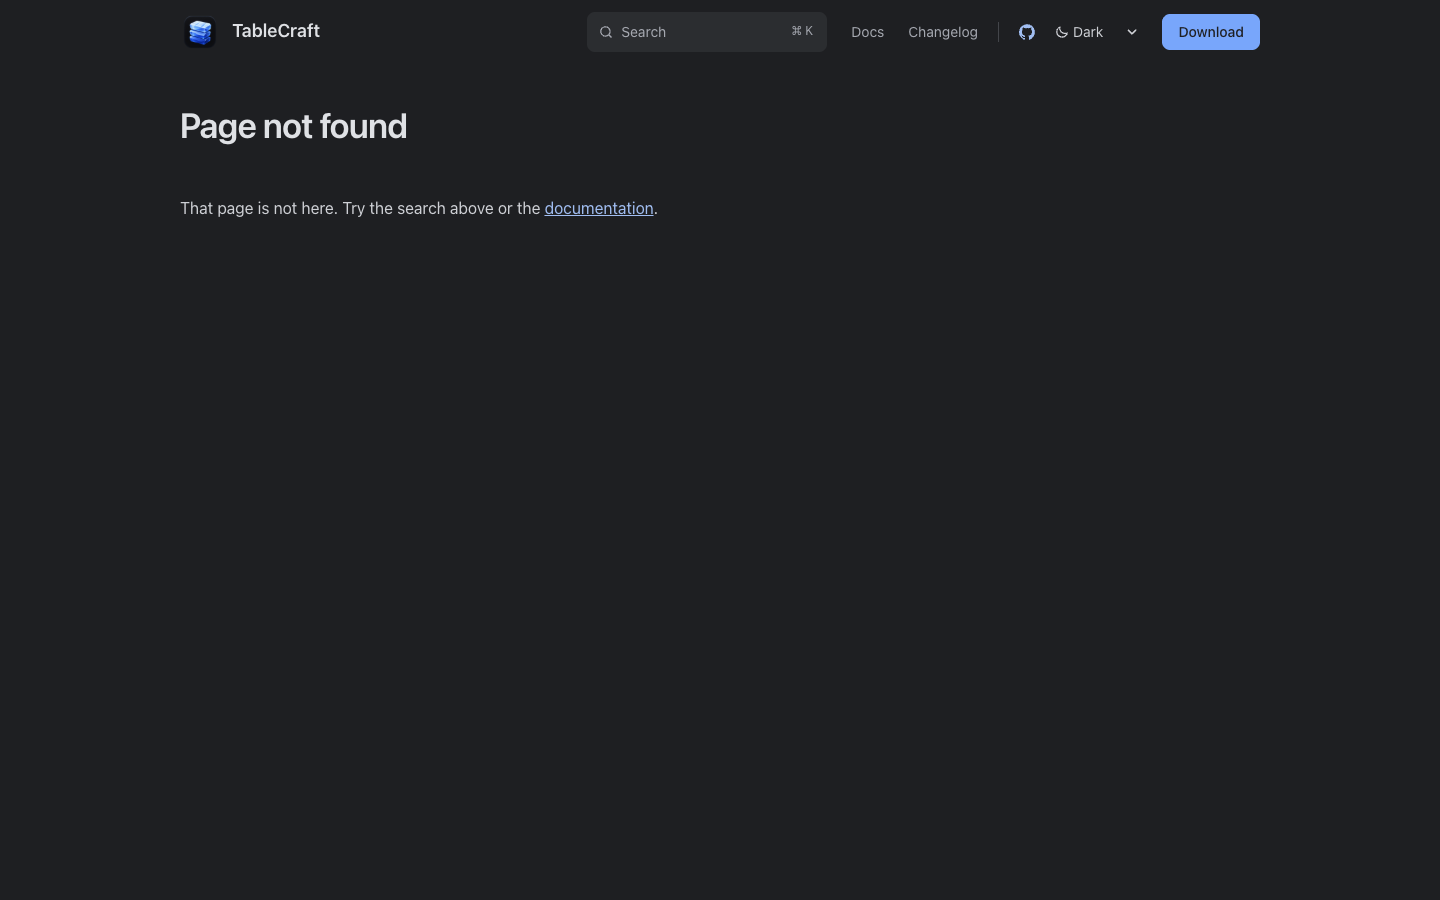 TableCraft
Search
⌘ K
Docs
Changelog
Dark
Download
Page not found
That page is not here. Try the search above or the documentation.